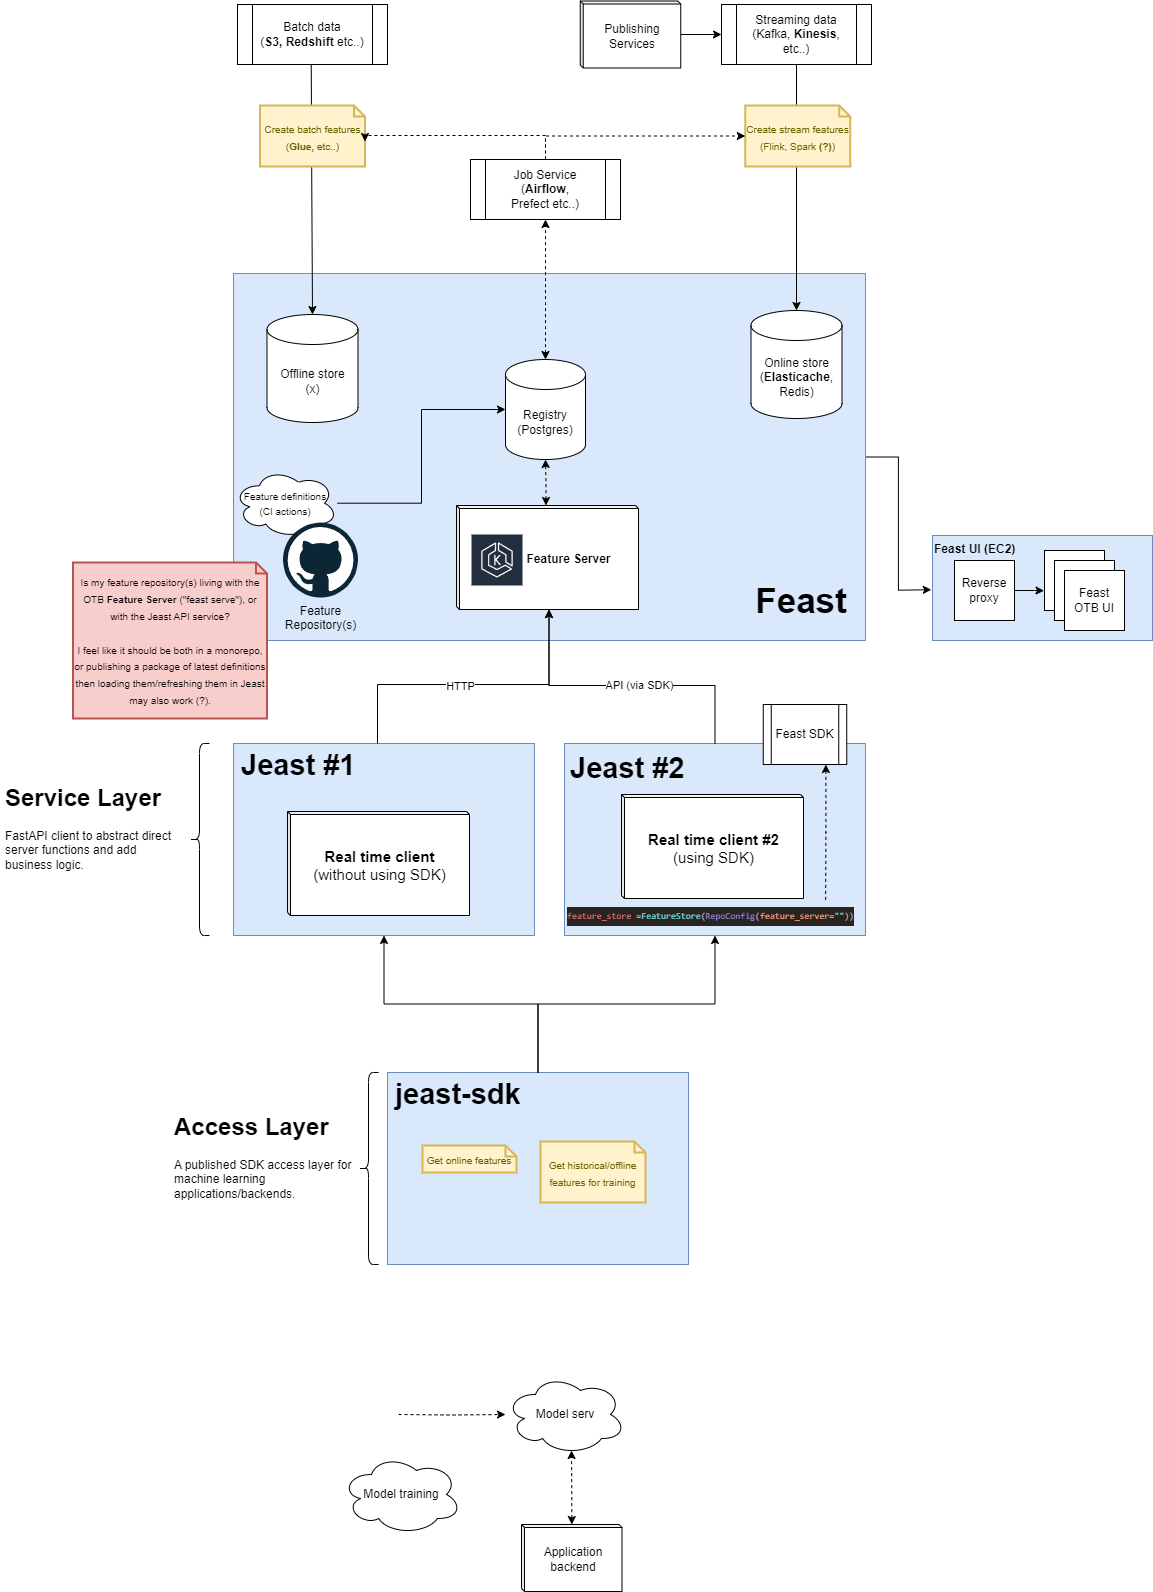 Batch data
(S3, Redshift etc..)
Publishing
Services
Streaming data
(Kafka, Kinesis,
etc..)
Create batch features
(Glue, etc..)
Create stream features
(Flink, Spark (?))
Job Service
(Airflow,
Prefect etc..)
Offline store
(x)
Registry
(Postgres)
Online store
(Elasticache,
Redis)
Feature definitions
(CI actions)
Feature
Repository(s)
K
Feature Server
Feast
Feast UI (EC2)
Reverse
proxy
Feast
OTB UI
Is my feature repository(s) living with the
OTB Feature Server ("feast serve"), or
with the Jeast API service?
I feel like it should be both in a monorepo,
or publishing a package of latest definitions
then loading them/refreshing them in Jeast
may also work (?).
HTTP
API (via SDK)
Feast SDK
Service Layer
FastAPI client to abstract direct
server functions and add
business logic.
Jeast #1
Real time client
(without using SDK)
Jeast #2
Real time client #2
(using SDK)
feature_store =FeatureStore(RepoConfig(feature_server=""))
Access Layer
A published SDK access layer for
machine learning
applications/backends.
jeast-sdk
Get online features
Get historical/offline
features for training
Model serv
Model training
Application
backend